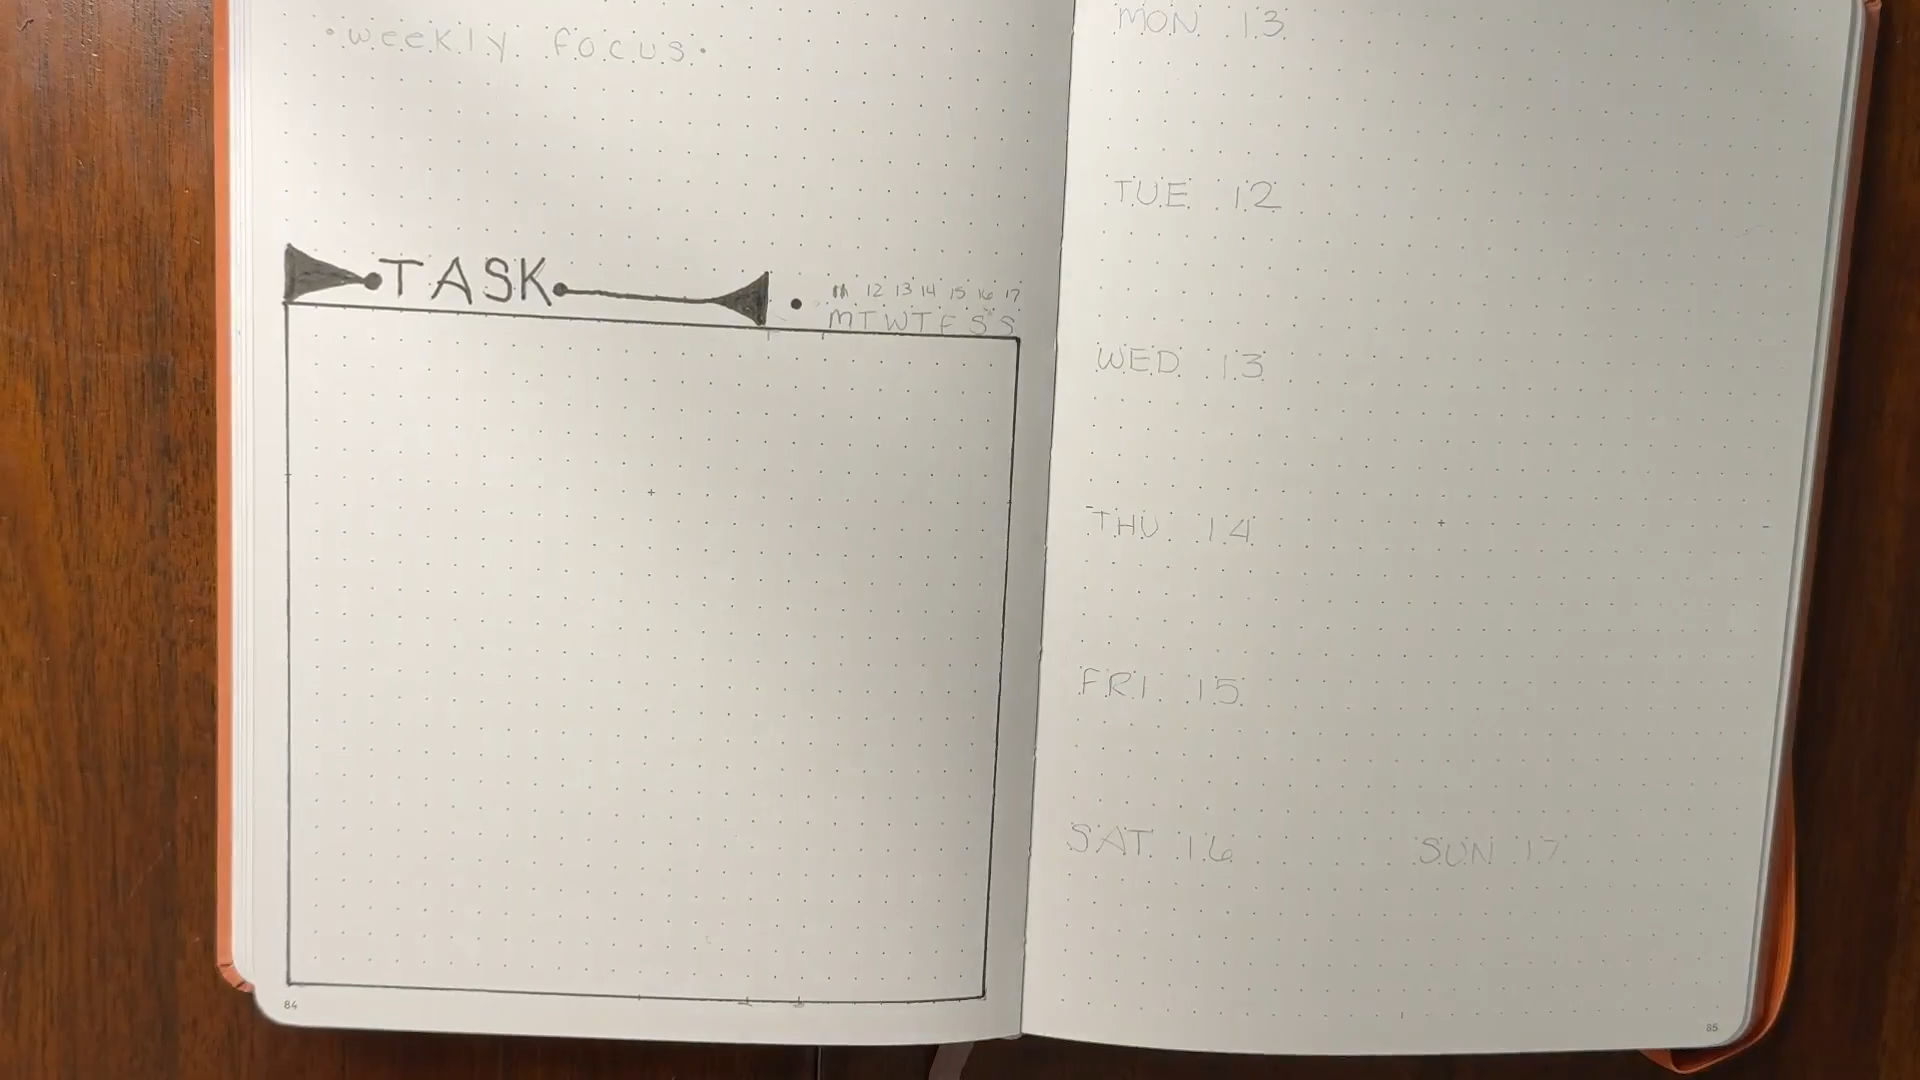 •weekly focus•
TASK
11 12 13 14 15 16 17
M T W T F S S
84
MON 13
TUE 12
WED 13
THU 14
FRI 15
SAT 16 SUN 17
85